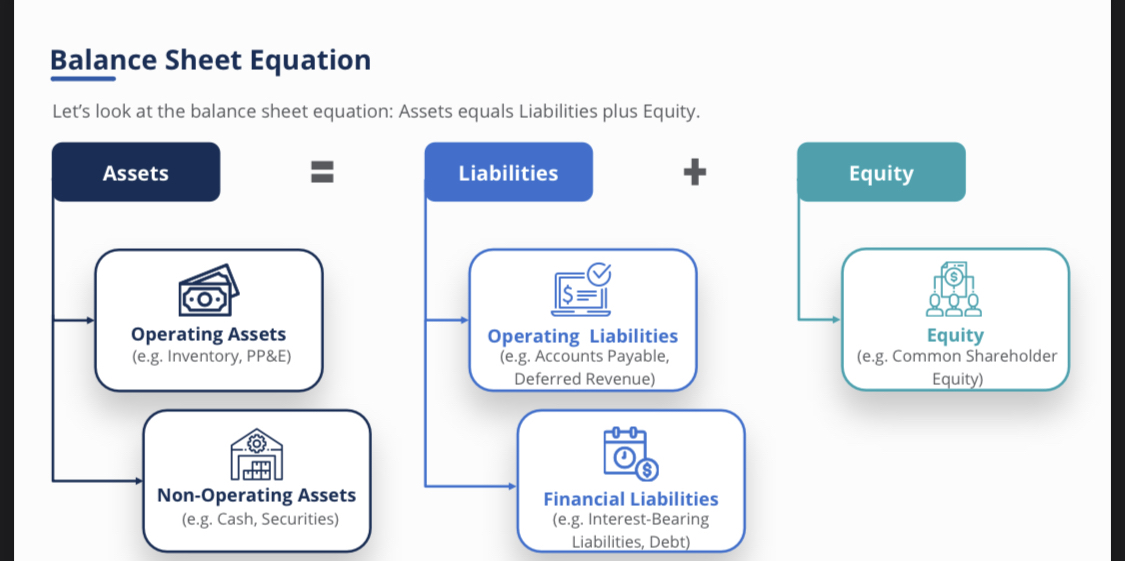 Balance Sheet Equation
Let’s look at the balance sheet equation: Assets equals Liabilities plus Equity.
Assets
=
Liabilities
+
Equity
Operating Assets
(e.g. Inventory, PP&E)
Non-Operating Assets
(e.g. Cash, Securities)
$
Operating  Liabilities
(e.g. Accounts Payable,
Deferred Revenue)
$
Financial Liabilities
(e.g. Interest-Bearing
Liabilities, Debt)
$
Equity
(e.g. Common Shareholder
Equity)